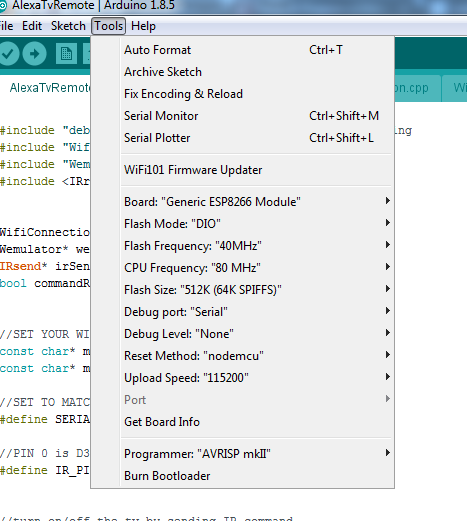 AlexaTvRemote | Arduino 1.8.5
File Edit Sketch Tools Help
AlexaTvRemote
on.cpp
Auto Format Ctrl+T
Archive Sketch
Fix Encoding & Reload
Serial Monitor Ctrl+Shift+M
Serial Plotter Ctrl+Shift+L
WiFi101 Firmware Updater
Board: "Generic ESP8266 Module"
Flash Mode: "DIO"
Flash Frequency: "40MHz"
CPU Frequency: "80 MHz"
Flash Size: "512K (64K SPIFFS)"
Debug port: "Serial"
Debug Level: "None"
Reset Method: "nodemcu"
Upload Speed: "115200"
Port
Get Board Info
Programmer: "AVRISP mkII"
Burn Bootloader
#include "deb
ing
#include "Wif
#include "Wem
#include <IRr
WifiConnection
Wemulator* we
IRsend* irSen
bool commandR
//SET YOUR WI
const char* m
const char* m
//SET TO MATC
#define SERIA
//PIN 0 is D3
#define IR_PI
//turn on/off the tv by sending IR command